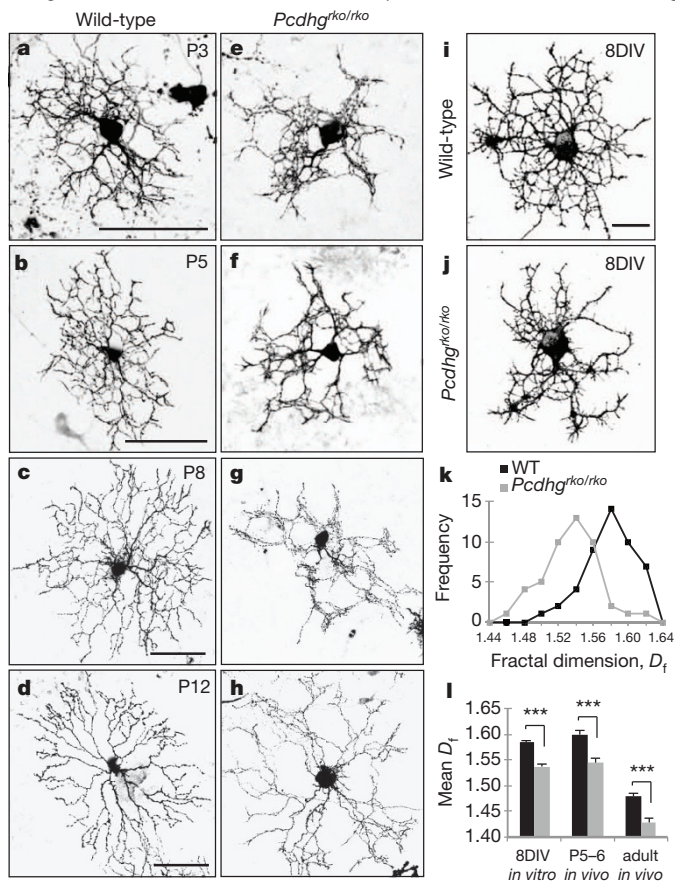 Wild-type
Pcdhg^rko/rko
a
P3
e
b
P5
f
c
P8
g
d
P12
h
i
8DIV
Wild-type
j
8DIV
Pcdhg^rko/rko
k
WT
Pcdhg^rko/rko
15
10
5
0
Frequency
1.44 1.48 1.52 1.56 1.60 1.64
Fractal dimension, D_f
l
1.65
1.60
1.55
1.50
1.45
1.40
Mean D_f
***
***
***
8DIV P5–6 adult
in vitro in vivo in vivo